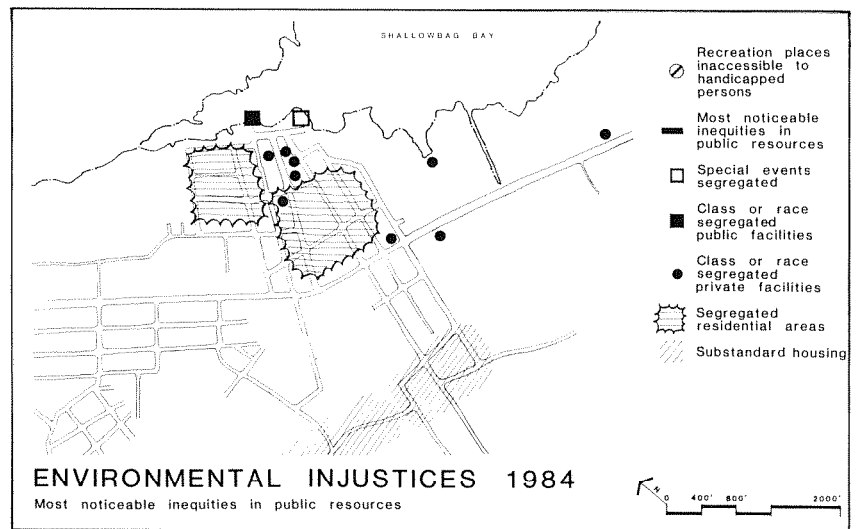 SHALLOWBAG BAY
Recreation places
inaccessible to
handicapped
persons
Most noticeable
inequities in
public resources
Special events
segregated
Class or race
segregated
public facilities
Class or race
segregated
private facilities
Segregated
residential areas
Substandard housing
ENVIRONMENTAL INJUSTICES 1984
Most noticeable inequities in public resources
N
0 400' 800' 2000'